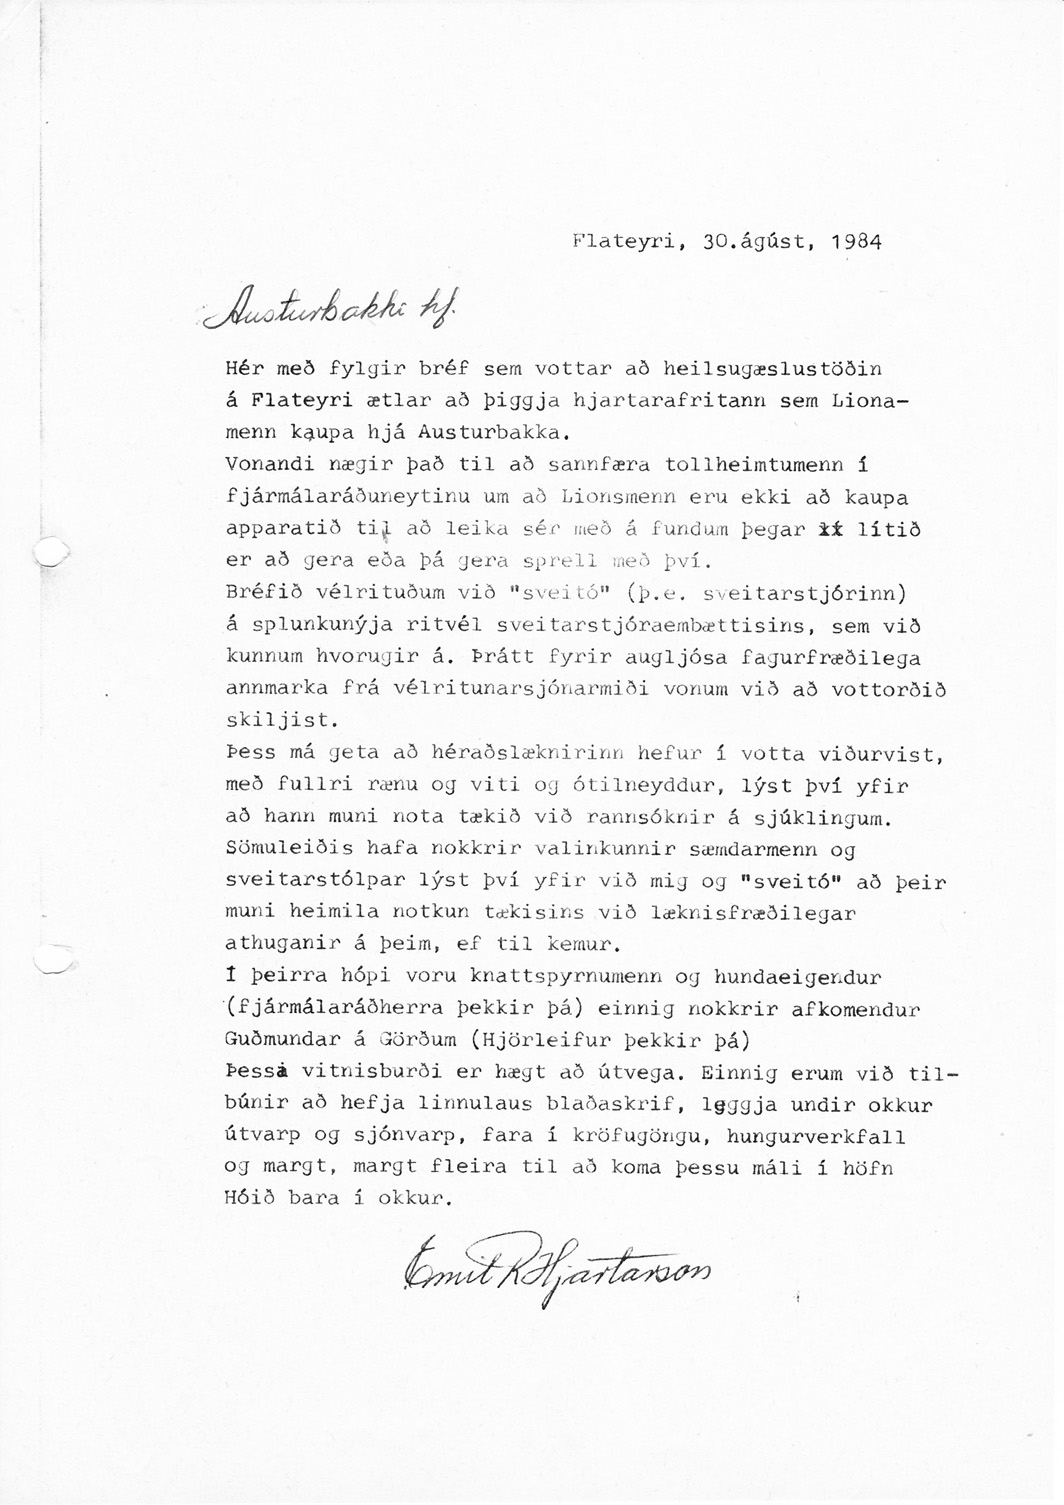 Flateyri, 30.ágúst, 1984
Austurbakki hf.
Hér með fylgir bréf sem vottar að heilsugæslustöðin
á Flateyri ætlar að þiggja hjartarafritann sem Liona-
menn kaupa hjá Austurbakka.
Vonandi nægir það til að sannfæra tollheimtumenn í
fjármálaráðuneytinu um að Lionsmenn eru ekki að kaupa
apparatið til að leika sér með á fundum þegar lítið
er að gera eða þá gera sprell með því.
Bréfið vélrituðum við "sveitó" (þ.e. sveitarstjórinn)
á splunkunýja ritvél sveitarstjóraembættisins, sem við
kunnum hvorugir á. Þrátt fyrir augljósa fagurfræðilega
annmarka frá vélritunarsjónarmiði vonum við að vottorðið
skiljist.
Þess má geta að héraðslæknirinn hefur í votta viðurvist,
með fullri rænu og viti og ótilneyddur, lýst því yfir
að hann muni nota tækið við rannsóknir á sjúklingum.
Sömuleiðis hafa nokkrir valinkunnir sæmdarmenn og
sveitarstólpar lýst því yfir við mig og "sveitó" að þeir
muni heimila notkun tækisins við læknisfræðilegar
athuganir á þeim, ef til kemur.
Í þeirra hópi voru knattspyrnumenn og hundaeigendur
(fjármálaráðherra þekkir þá) einnig nokkrir afkomendur
Guðmundar á Görðum (Hjörleifur þekkir þá)
Þessa vitnisburði er hægt að útvega. Einnig erum við til-
búnir að hefja linnulaus blaðaskrif, leggja undir okkur
útvarp og sjónvarp, fara í kröfugöngu, hungurverkfall
og margt, margt fleira til að koma þessu máli í höfn
Hóið bara í okkur.
Emil R Hjartarson